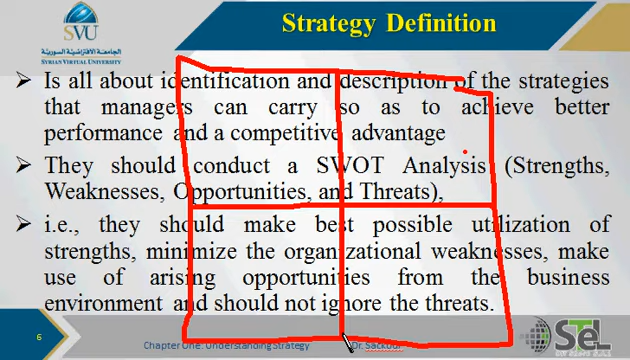 SVU
Strategy Definition
الجامعة الافتراضية السورية
SYRIAN VIRTUAL UNIVERSITY
➢ Is all about identification and description of the strategies
that managers can carry so as to achieve better
performance and a competitive advantage
➢ They should conduct a SWOT Analysis (Strengths,
Weaknesses, Opportunities, and Threats),
➢ i.e., they should make best possible utilization of
strengths, minimize the organizational weaknesses, make
use of arising opportunities from the business
environment and should not ignore the threats.
6
Chapter One: Understanding Strategy
Dr. Sackour